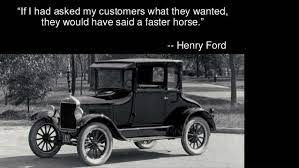 “If I had asked my customers what they wanted,
they would have said a faster horse.”
-- Henry Ford